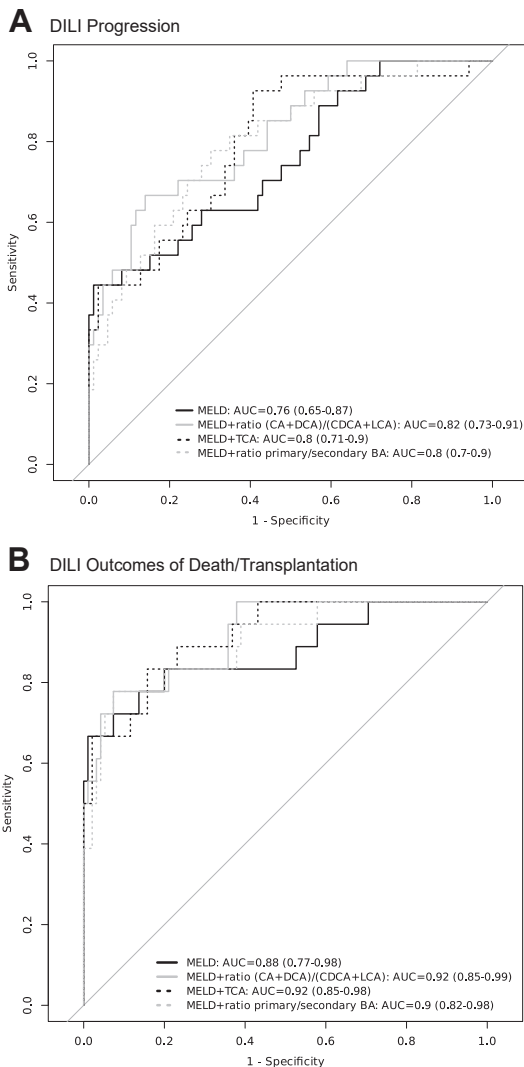 A DILI Progression
1.0
0.8
0.6
0.4
0.2
0.0
Sensitivity
MELD: AUC=0.76 (0.65-0.87)
MELD+ratio (CA+DCA)/(CDCA+LCA): AUC=0.82 (0.73-0.91)
MELD+TCA: AUC=0.8 (0.71-0.9)
MELD+ratio primary/secondary BA: AUC=0.8 (0.7-0.9)
0.0 0.2 0.4 0.6 0.8 1.0
1 - Specificity
B DILI Outcomes of Death/Transplantation
1.0
0.8
0.6
0.4
0.2
0.0
Sensitivity
MELD: AUC=0.88 (0.77-0.98)
MELD+ratio (CA+DCA)/(CDCA+LCA): AUC=0.92 (0.85-0.99)
MELD+TCA: AUC=0.92 (0.85-0.98)
MELD+ratio primary/secondary BA: AUC=0.9 (0.82-0.98)
0.0 0.2 0.4 0.6 0.8 1.0
1 - Specificity